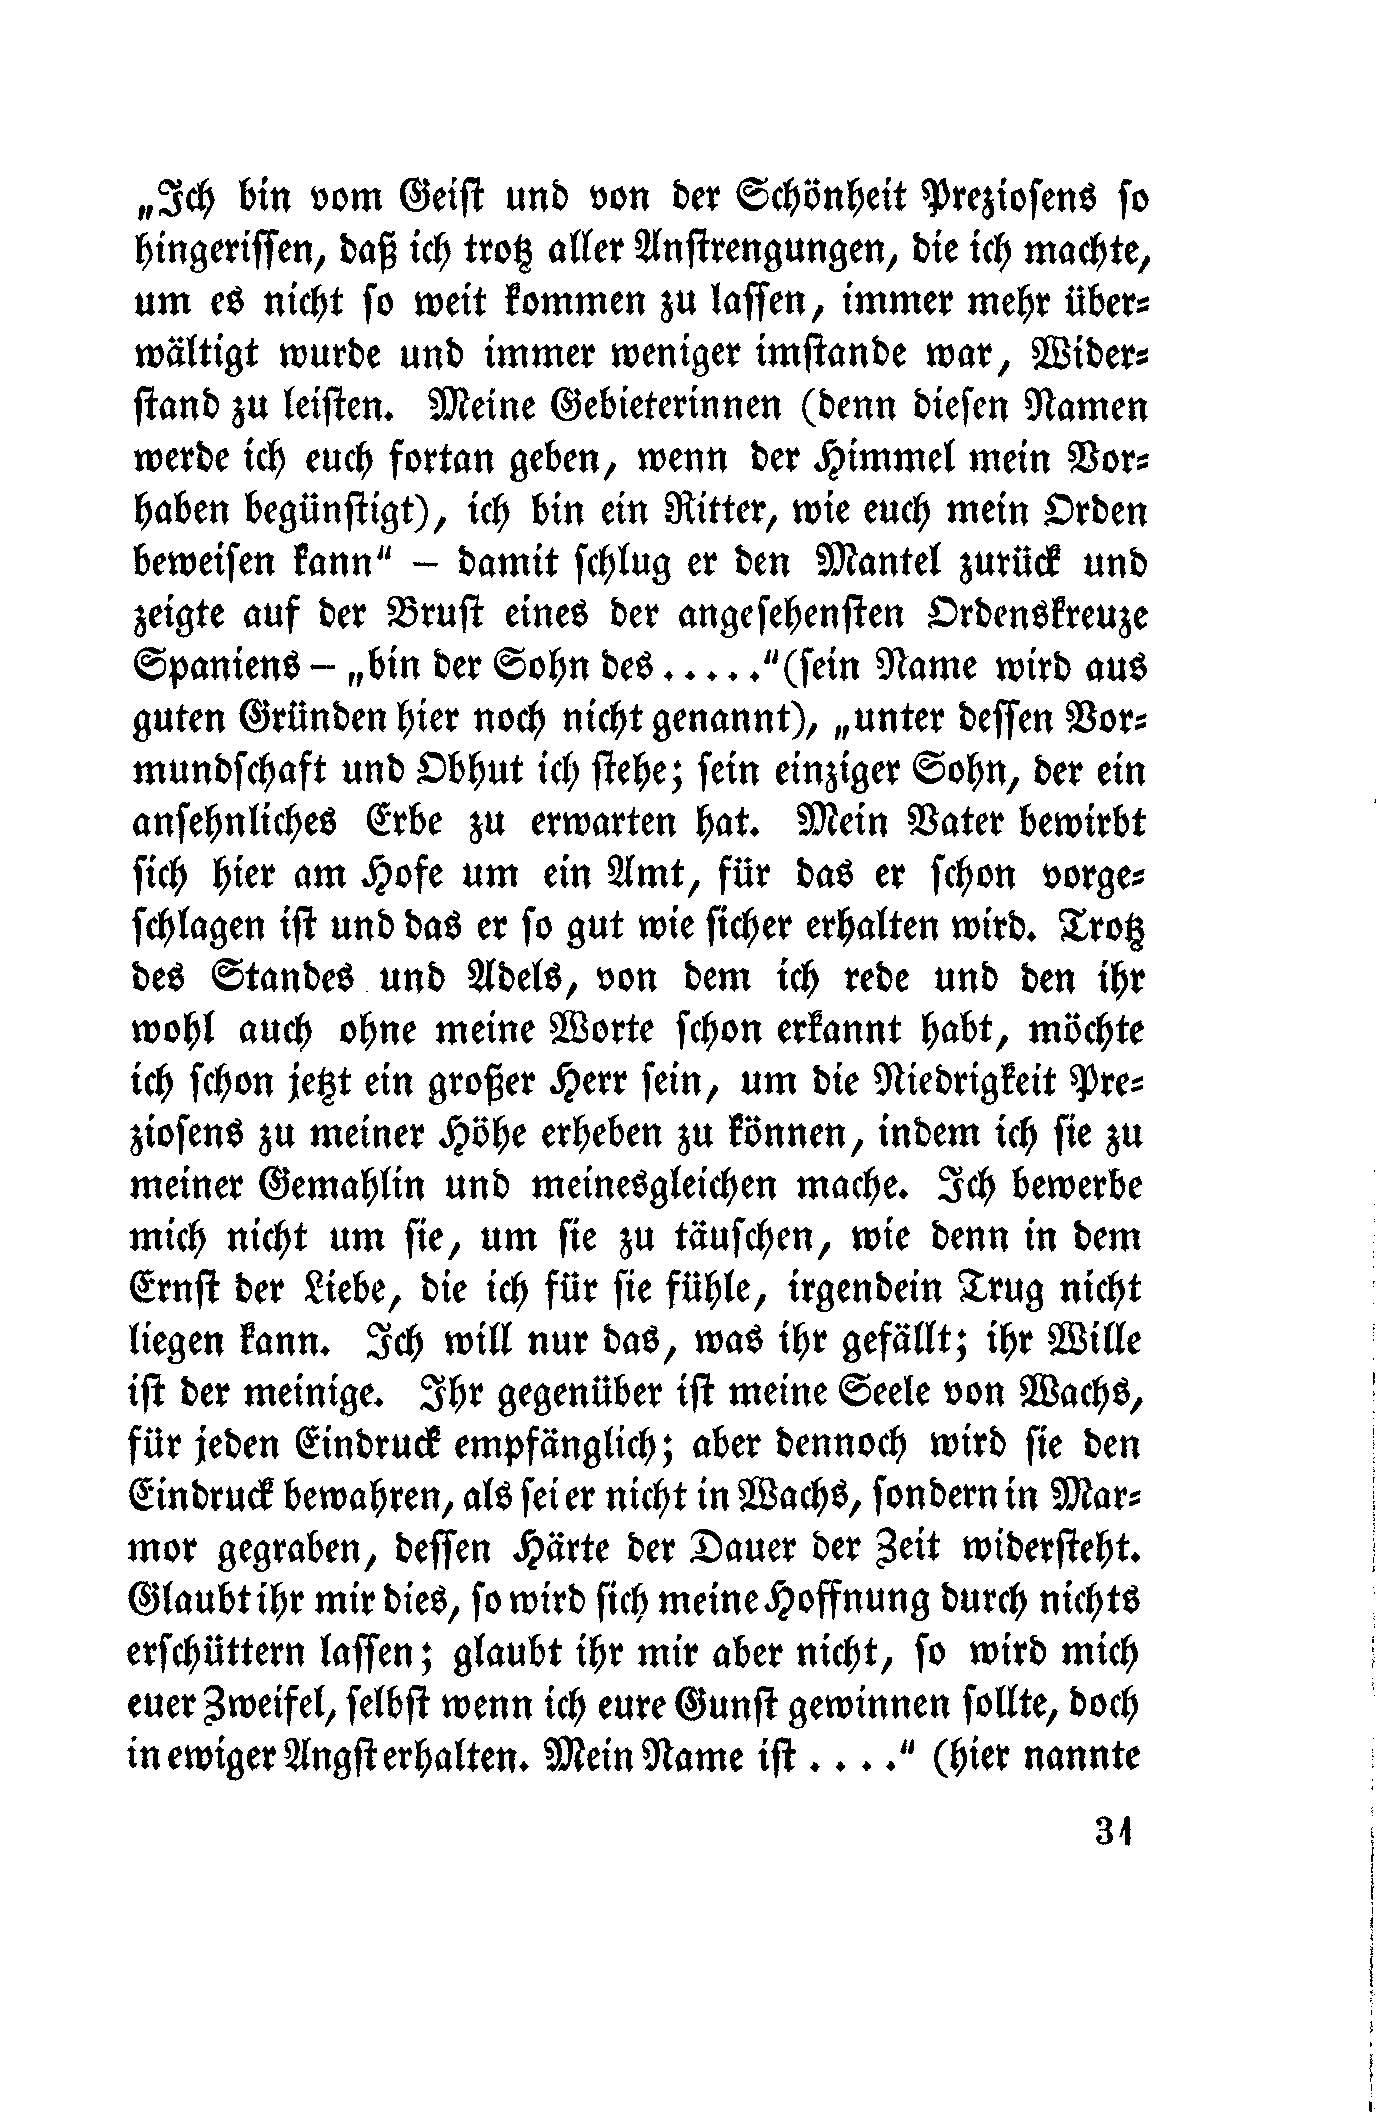 „Ich bin vom Geist und von der Schönheit Preziosens so
hingerissen, daß ich trotz aller Anstrengungen, die ich machte,
um es nicht so weit kommen zu lassen, immer mehr über-
wältigt wurde und immer weniger imstande war, Wider-
stand zu leisten. Meine Gebieterinnen (denn diesen Namen
werde ich euch fortan geben, wenn der Himmel mein Vor-
haben begünstigt), ich bin ein Ritter, wie euch mein Orden
beweisen kann“ – damit schlug er den Mantel zurück und
zeigte auf der Brust eines der angesehensten Ordenskreuze
Spaniens – „bin der Sohn des . . . . .“ (sein Name wird aus
guten Gründen hier noch nicht genannt), „unter dessen Vor-
mundschaft und Obhut ich stehe; sein einziger Sohn, der ein
ansehnliches Erbe zu erwarten hat. Mein Vater bewirbt
sich hier am Hofe um ein Amt, für das er schon vorge-
schlagen ist und das er so gut wie sicher erhalten wird. Trotz
des Standes und Adels, von dem ich rede und den ihr
wohl auch ohne meine Worte schon erkannt habt, möchte
ich schon jetzt ein großer Herr sein, um die Niedrigkeit Pre-
ziosens zu meiner Höhe erheben zu können, indem ich sie zu
meiner Gemahlin und meinesgleichen mache. Ich bewerbe
mich nicht um sie, um sie zu täuschen, wie denn in dem
Ernst der Liebe, die ich für sie fühle, irgendein Trug nicht
liegen kann. Ich will nur das, was ihr gefällt; ihr Wille
ist der meinige. Ihr gegenüber ist meine Seele von Wachs,
für jeden Eindruck empfänglich; aber dennoch wird sie den
Eindruck bewahren, als sei er nicht in Wachs, sondern in Mar-
mor gegraben, dessen Härte der Dauer der Zeit widersteht.
Glaubt ihr mir dies, so wird sich meine Hoffnung durch nichts
erschüttern lassen; glaubt ihr mir aber nicht, so wird mich
euer Zweifel, selbst wenn ich eure Gunst gewinnen sollte, doch
in ewiger Angst erhalten. Mein Name ist . . . .“ (hier nannte
31